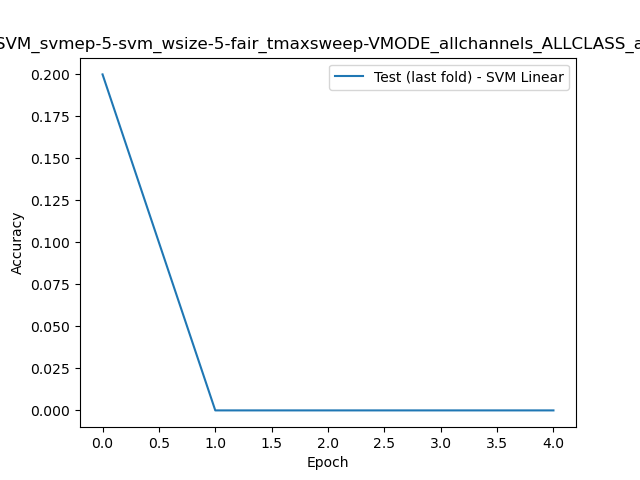 SVM_svmep-5-svm_wsize-5-fair_tmaxsweep-VMODE_allchannels_ALLCLASS_a
Test (last fold) - SVM Linear
0.200
0.175
0.150
0.125
0.100
0.075
0.050
0.025
0.000
Accuracy
0.0 0.5 1.0 1.5 2.0 2.5 3.0 3.5 4.0
Epoch